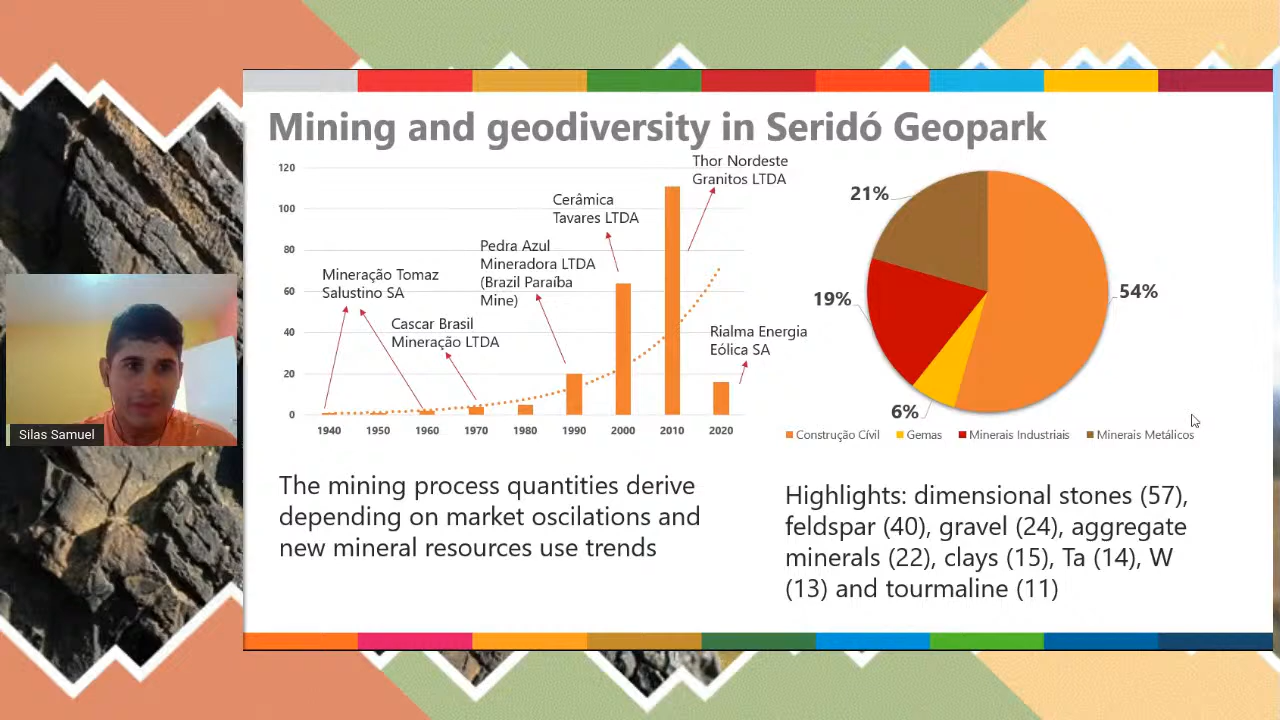 Mining and geodiversity in Seridó Geopark
120
100
80
60
40
20
0
1940 1950 1960 1970 1980 1990 2000 2010 2020
Mineração Tomaz
Salustino SA
Cascar Brasil
Mineração LTDA
Pedra Azul
Mineradora LTDA
(Brazil Paraíba
Mine)
Cerâmica
Tavares LTDA
Thor Nordeste
Granitos LTDA
Rialma Energia
Eólica SA
21%
54%
19%
6%
Construção Cívil Gemas Minerais Industriais Minerais Metálicos
The mining process quantities derive
depending on market oscilations and
new mineral resources use trends
Highlights: dimensional stones (57),
feldspar (40), gravel (24), aggregate
minerals (22), clays (15), Ta (14), W
(13) and tourmaline (11)
Silas Samuel